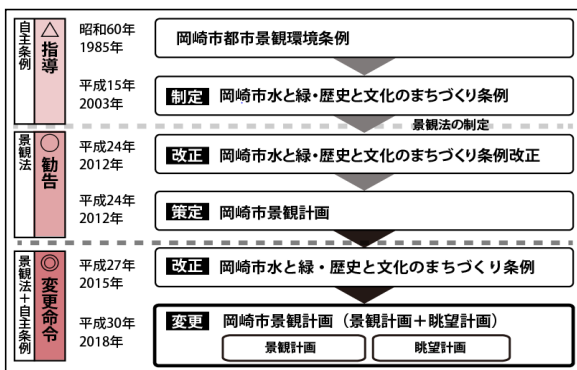 自主条例
△指導
昭和60年
1985年
岡崎市都市景観環境条例
平成15年
2003年
制定 岡崎市水と緑・歴史と文化のまちづくり条例
景観法の制定
景観法
○勧告
平成24年
2012年
改正 岡崎市水と緑・歴史と文化のまちづくり条例改正
平成24年
2012年
策定 岡崎市景観計画
景観法+自主条例
◎変更命令
平成27年
2015年
改正 岡崎市水と緑・歴史と文化のまちづくり条例
平成30年
2018年
変更 岡崎市景観計画(景観計画+眺望計画)
景観計画
眺望計画